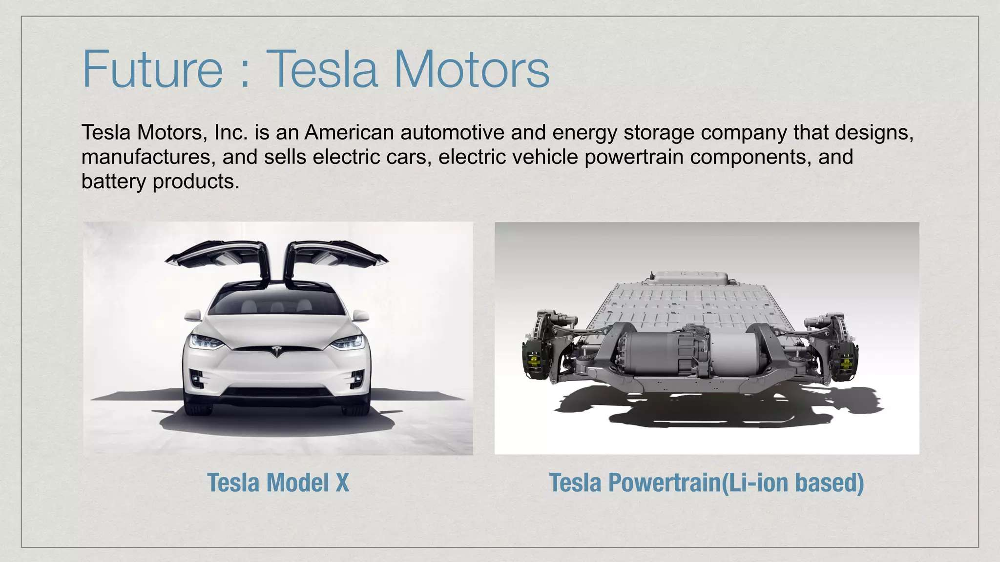 Future : Tesla Motors
Tesla Motors, Inc. is an American automotive and energy storage company that designs,
manufactures, and sells electric cars, electric vehicle powertrain components, and
battery products.
Tesla Model X
Tesla Powertrain(Li-ion based)